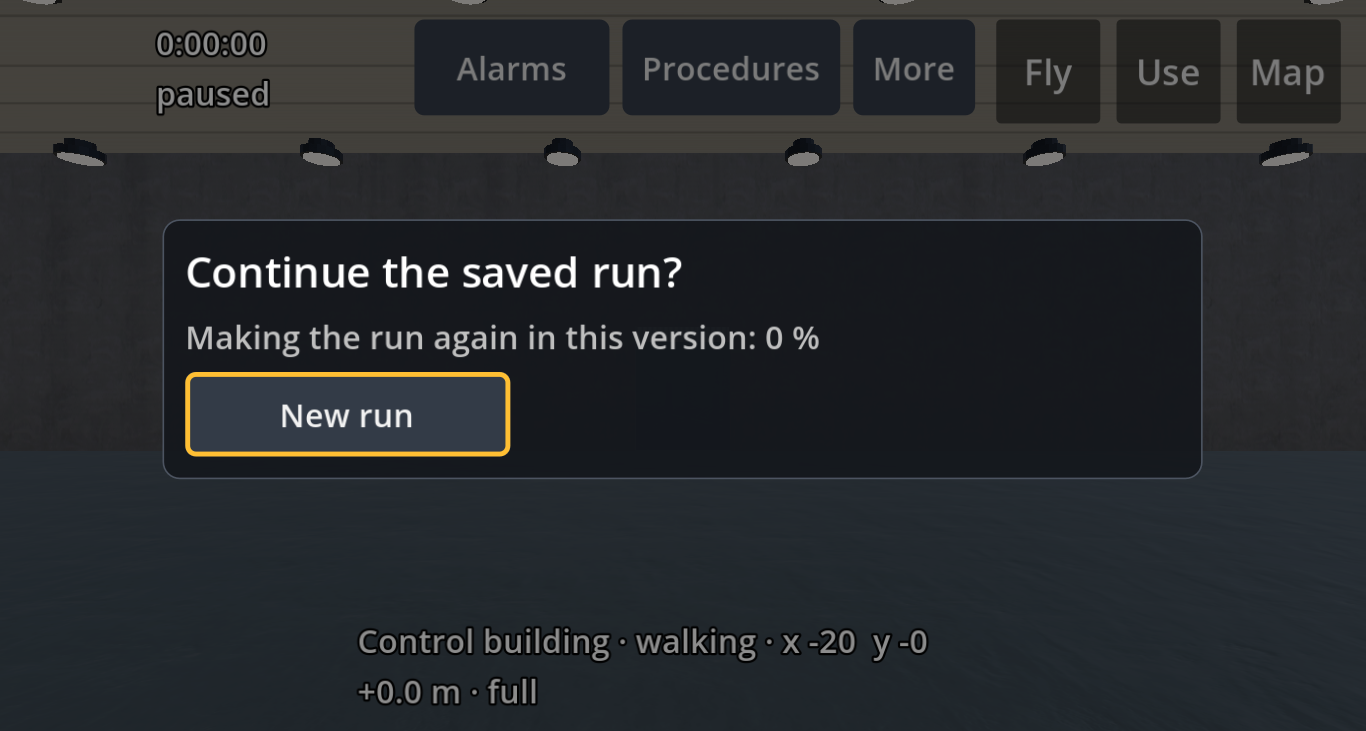 0:00:00
paused
Alarms
Procedures
More
Fly
Use
Map
Continue the saved run?
Making the run again in this version: 0 %
New run
Control building · walking · x -20  y -0
+0.0 m · full